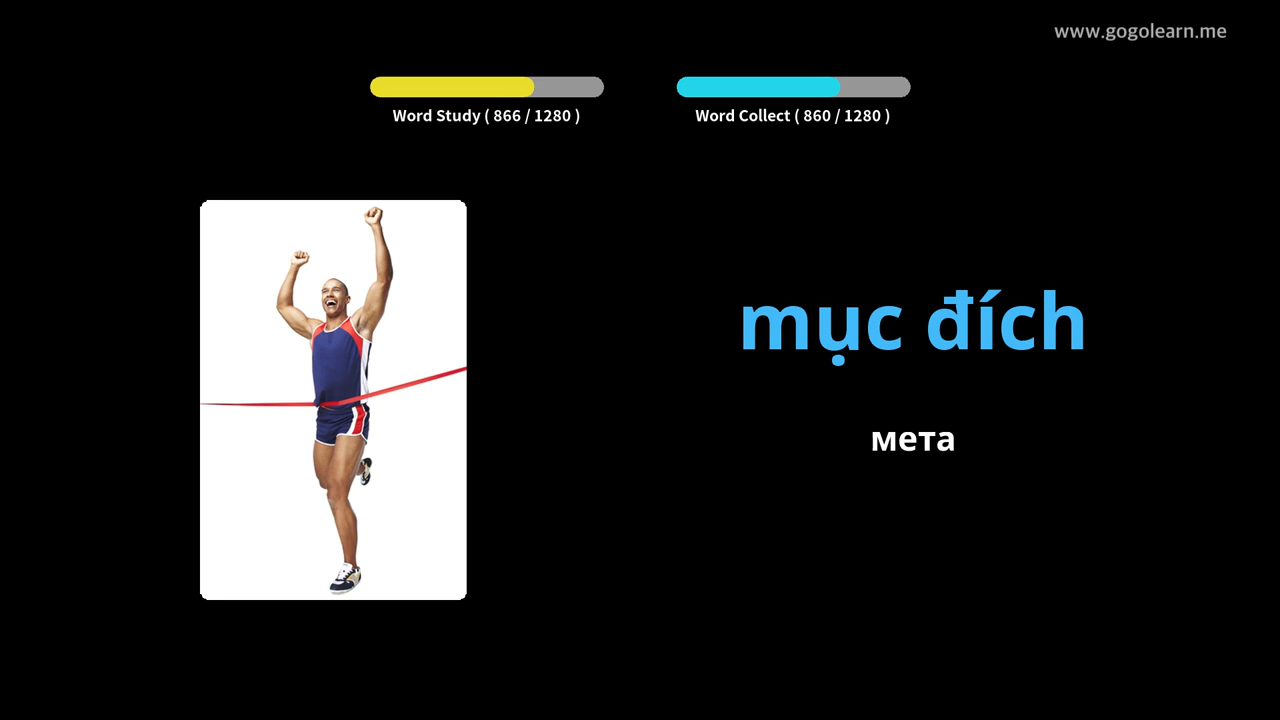 www.gogolearn.me
Word Study ( 866 / 1280 )
Word Collect ( 860 / 1280 )
mục đích
мета